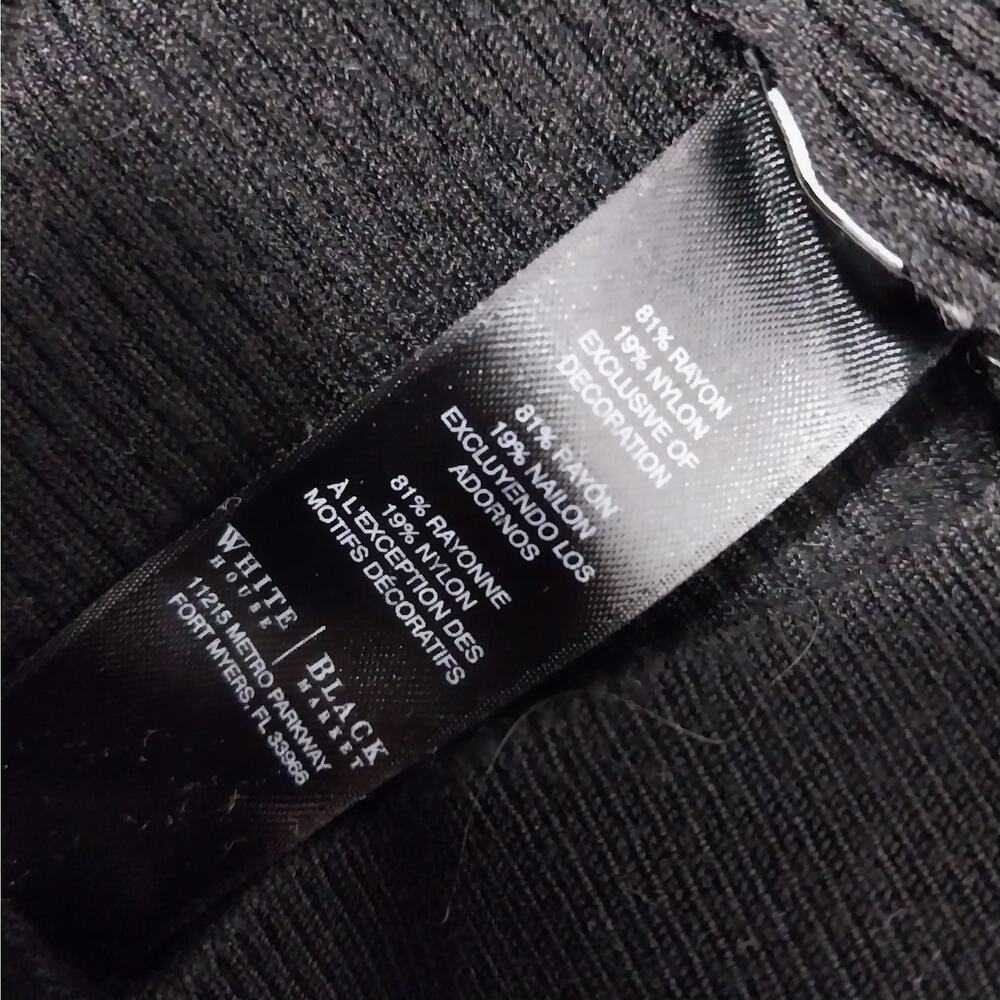 81% RAYON
19% NYLON
EXCLUSIVE OF
DECORATION
81% RAYÓN
19% NAILON
EXCLUYENDO LOS
ADORNOS
81% RAYONNE
19% NYLON
À L'EXCEPTION DES
MOTIFS DÉCORATIFS
WHITE | BLACK
HOUSE MARKET
11215 METRO PARKWAY
FORT MYERS, FL 33966